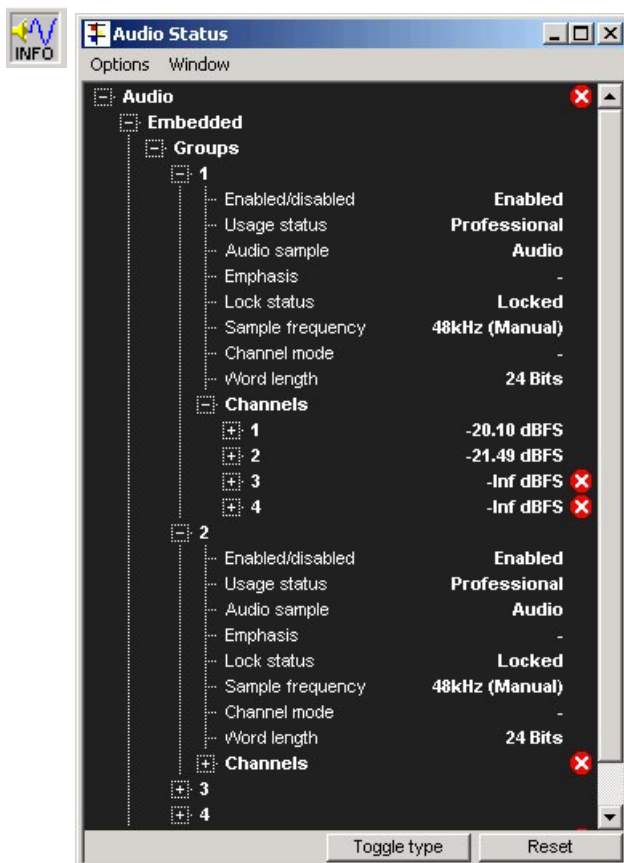 INFO
Audio Status
Options Window
Audio
Embedded
Groups
1
Enabled/disabled Enabled
Usage status Professional
Audio sample Audio
Emphasis -
Lock status Locked
Sample frequency 48kHz (Manual)
Channel mode -
Word length 24 Bits
Channels
1 -20.10 dBFS
2 -21.49 dBFS
3 -Inf dBFS
4 -Inf dBFS
2
Enabled/disabled Enabled
Usage status Professional
Audio sample Audio
Emphasis -
Lock status Locked
Sample frequency 48kHz (Manual)
Channel mode -
Word length 24 Bits
Channels
3
4
Toggle type Reset